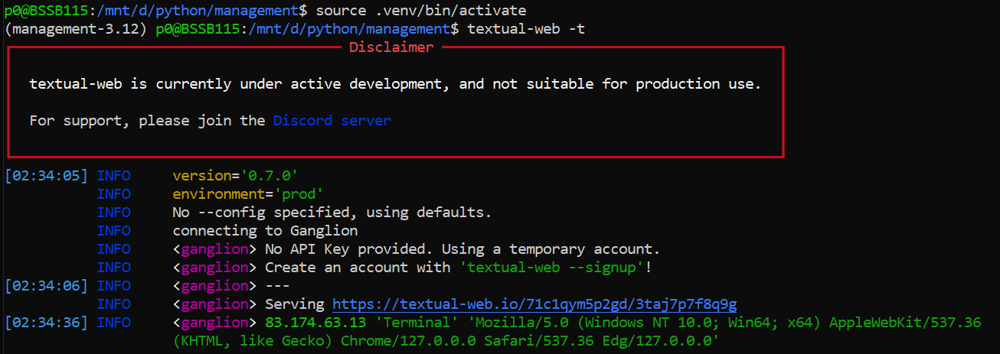 p0@BSSB115:/mnt/d/python/management$ source .venv/bin/activate
(management-3.12) p0@BSSB115:/mnt/d/python/management$ textual-web -t
Disclaimer
textual-web is currently under active development, and not suitable for production use.
For support, please join the Discord server
[02:34:05] INFO version='0.7.0'
INFO environment='prod'
INFO No --config specified, using defaults.
INFO connecting to Ganglion
INFO <ganglion> No API Key provided. Using a temporary account.
INFO <ganglion> Create an account with 'textual-web --signup'!
[02:34:06] INFO <ganglion> ---
INFO <ganglion> Serving https://textual-web.io/71c1qym5p2gd/3taj7p7f8q9g
[02:34:36] INFO <ganglion> 83.174.63.13 'Terminal' 'Mozilla/5.0 (Windows NT 10.0; Win64; x64) AppleWebKit/537.36
(KHTML, like Gecko) Chrome/127.0.0.0 Safari/537.36 Edg/127.0.0.0'